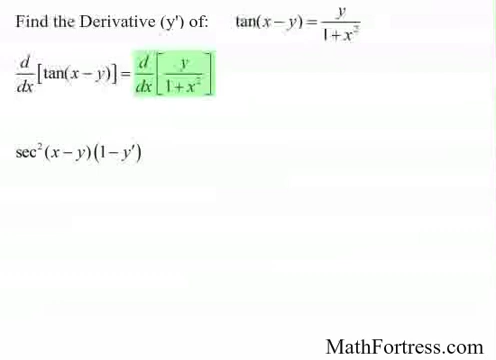 Find the Derivative (y') of: tan(x − y) = y/(1 + x²)
d/dx [tan(x − y)] = d/dx [y/(1 + x²)]
sec²(x − y)(1 − y′)
MathFortress.com